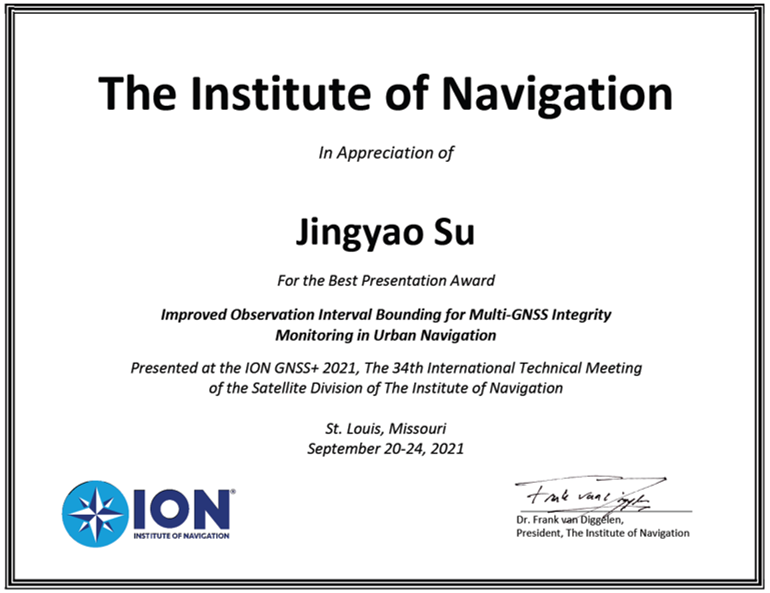 The Institute of Navigation
In Appreciation of
Jingyao Su
For the Best Presentation Award
Improved Observation Interval Bounding for Multi-GNSS Integrity
Monitoring in Urban Navigation
Presented at the ION GNSS+ 2021, The 34th International Technical Meeting
of the Satellite Division of The Institute of Navigation
St. Louis, Missouri
September 20-24, 2021
ION®
INSTITUTE OF NAVIGATION
Frank van Diggelen
Dr. Frank van Diggelen,
President, The Institute of Navigation